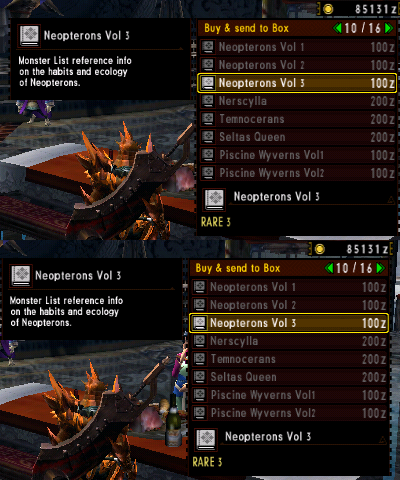 85131z
Neopterons Vol 3
Monster List reference info
on the habits and ecology
of Neopterons.
Buy & send to Box 10/16
Neopterons Vol 1 100z
Neopterons Vol 2 100z
Neopterons Vol 3 100z
Nerscylla 200z
Temnocerans 200z
Seltas Queen 200z
Piscine Wyverns Vol1 100z
Piscine Wyverns Vol2 100z
Neopterons Vol 3
RARE 3
85131z
Neopterons Vol 3
Monster List reference info
on the habits and ecology
of Neopterons.
Buy & send to Box 10/16
Neopterons Vol 1 100z
Neopterons Vol 2 100z
Neopterons Vol 3 100z
Nerscylla 200z
Temnocerans 200z
Seltas Queen 200z
Piscine Wyverns Vol1 100z
Piscine Wyverns Vol2 100z
Neopterons Vol 3
RARE 3